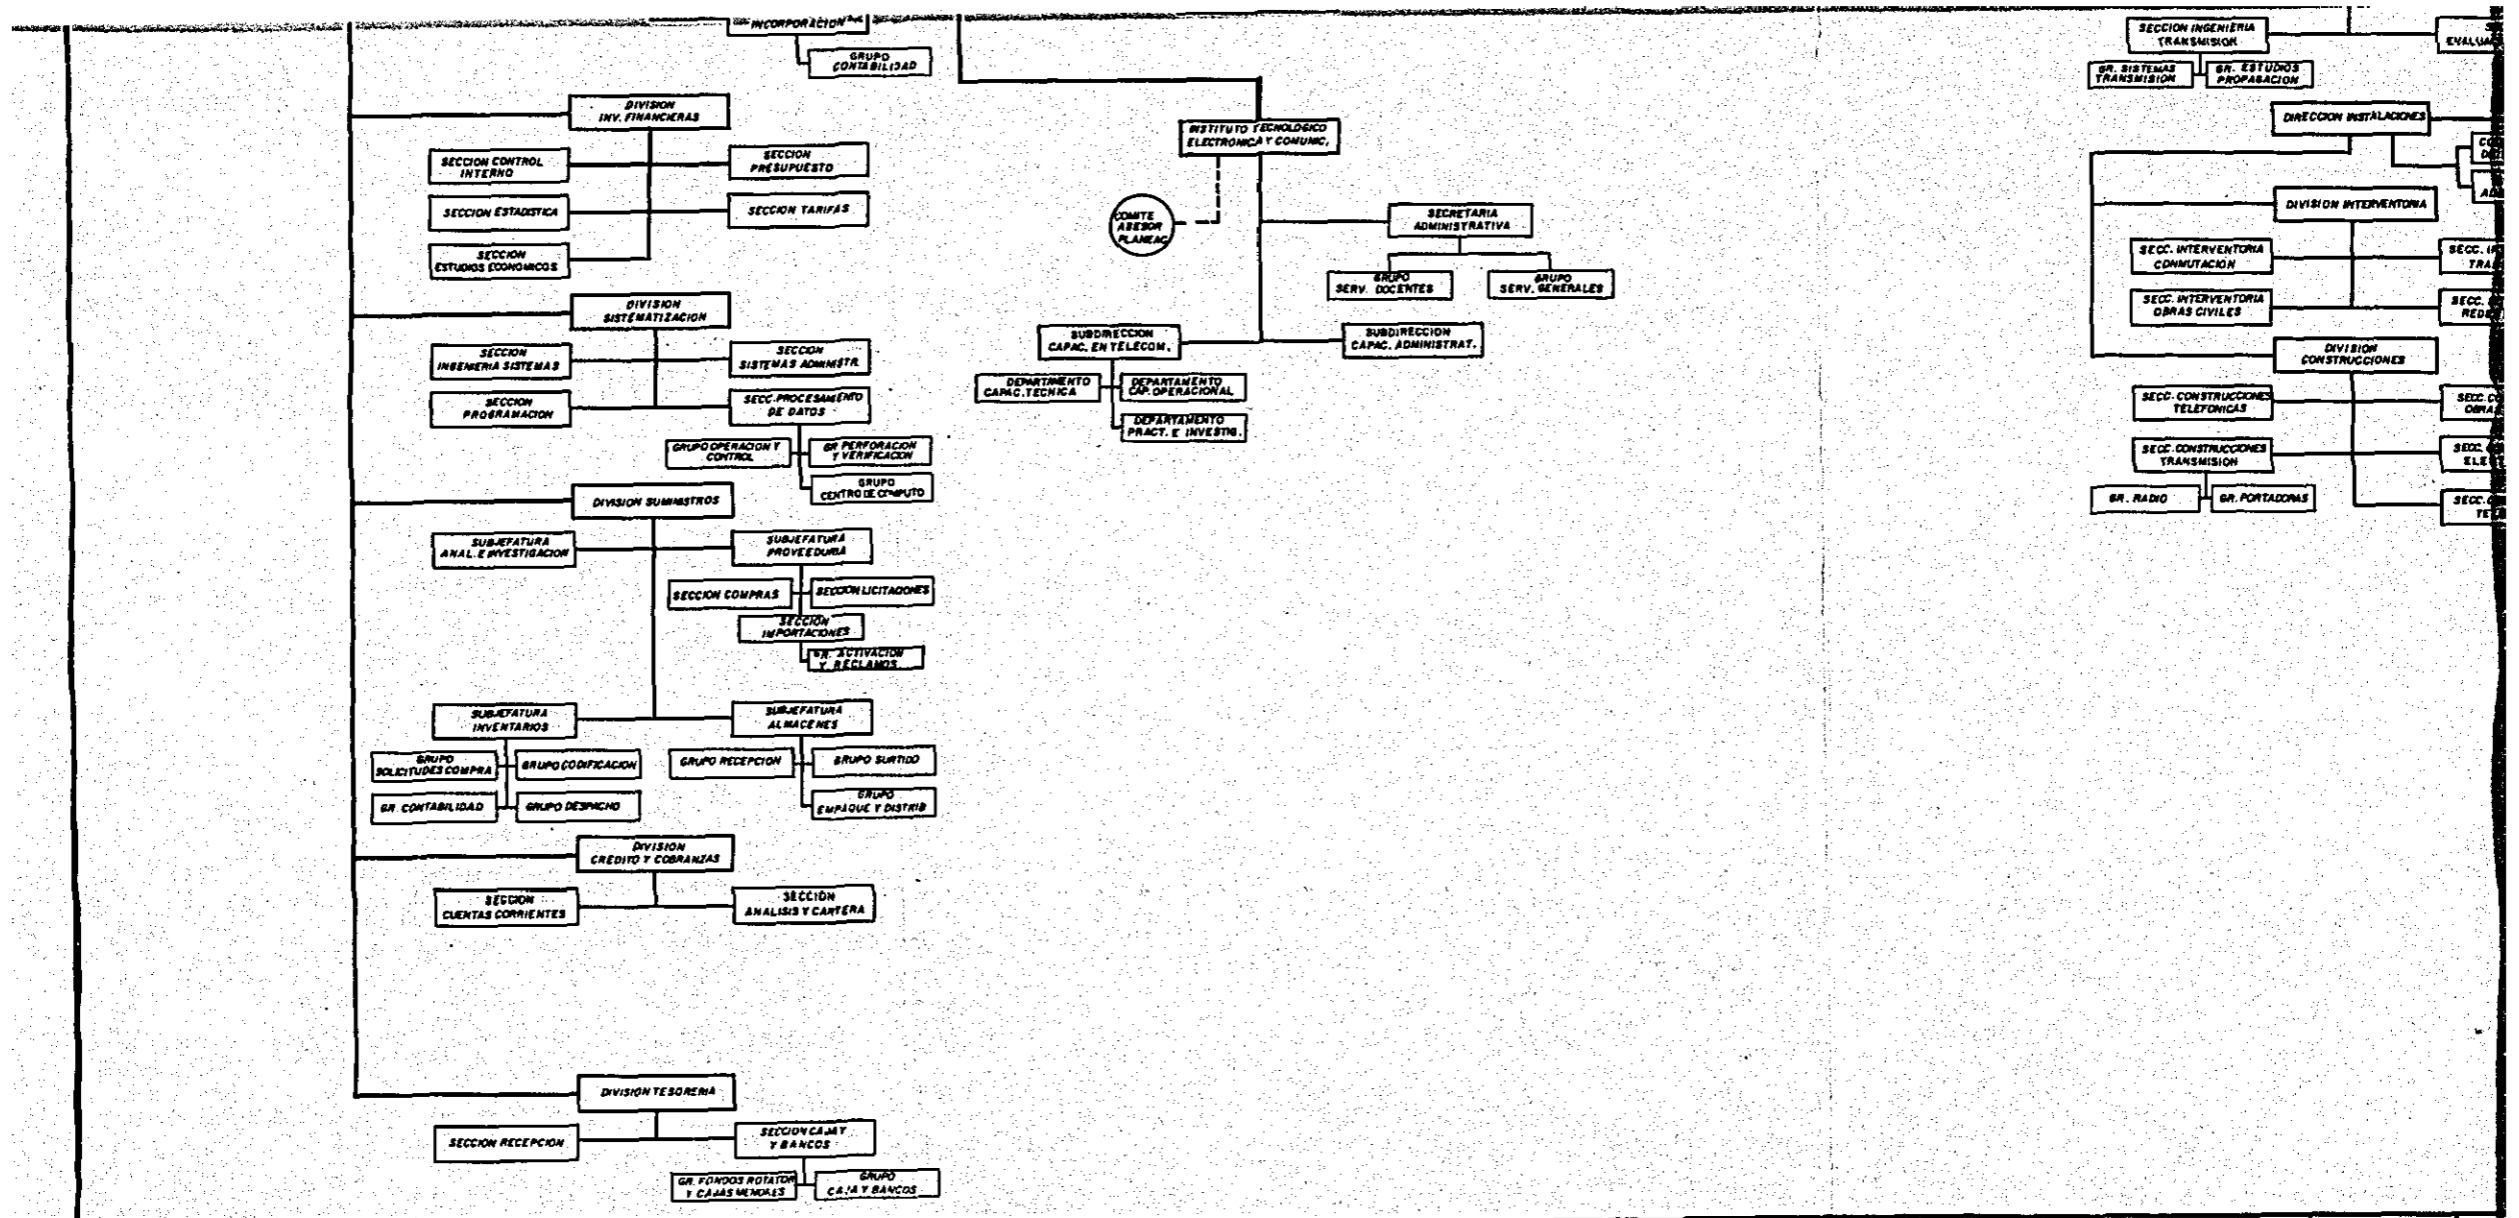 INCORPORACION
GRUPO
CONTABILIDAD
DIVISION
INV. FINANCIERAS
SECCION CONTROL
INTERNO
SECCION
PRESUPUESTO
SECCION ESTADISTICA
SECCION TARIFAS
SECCION
ESTUDIOS ECONOMICOS
DIVISION
SISTEMATIZACION
SECCION
INGENIERIA SISTEMAS
SECCION
SISTEMAS ADMINISTR.
SECCION
PROGRAMACION
SECC. PROCESAMIENTO
DE DATOS
GRUPO OPERACION Y
CONTROL
GR PERFORACION
Y VERIFICACION
GRUPO
CENTRO DE COMPUTO
DIVISION SUMINISTROS
SUBJEFATURA
ANAL. E INVESTIGACION
SUBJEFATURA
PROVEEDURIA
SECCION COMPRAS
SECCION LICITACIONES
SECCION
IMPORTACIONES
GR. ACTIVACION
Y RECLAMOS
SUBJEFATURA
INVENTARIOS
SUBJEFATURA
ALMACENES
GRUPO
SOLICITUDES COMPRA
GRUPO CODIFICACION
GRUPO RECEPCION
GRUPO SURTIDO
GR. CONTABILIDAD
GRUPO DESPACHO
GRUPO
EMPAQUE Y DISTRIB
DIVISION
CREDITO Y COBRANZAS
SECCION
CUENTAS CORRIENTES
SECCION
ANALISIS Y CARTERA
DIVISION TESORERIA
SECCION RECEPCION
SECCION CAJA Y
Y BANCOS
GR. FONDOS ROTATOR
Y CAJAS MENORES
GRUPO
CAJA Y BANCOS
INSTITUTO TECNOLOGICO
ELECTRONICA Y COMUNIC.
COMITE
ASESOR
PLANEAC
SECRETARIA
ADMINISTRATIVA
GRUPO
SERV. DOCENTES
GRUPO
SERV. GENERALES
SUBDIRECCION
CAPAC. EN TELECOM.
SUBDIRECCION
CAPAC. ADMINISTRAT.
DEPARTAMENTO
CAPAC. TECNICA
DEPARTAMENTO
CAP. OPERACIONAL
DEPARTAMENTO
PRACT. E INVESTIG.
SECCION INGENIERIA
TRANSMISION
GR. SISTEMAS
TRANSMISION
GR. ESTUDIOS
PROPAGACION
DIRECCION INSTALACIONES
DIVISION INTERVENTORIA
SECC. INTERVENTORIA
CONMUTACION
SECC.
SECC. INTERVENTORIA
OBRAS CIVILES
SECC.
DIVISION
CONSTRUCCIONES
SECC. CONSTRUCCIONES
TELEFONICAS
SECC. CONSTRUCCIONES
TRANSMISION
SECC.
GR. RADIO
GR. PORTADORAS
SECC.